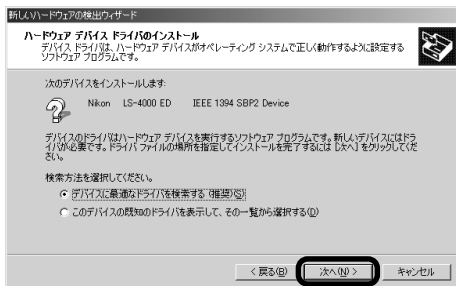 新しいハードウェアの検出ウィザード
ハードウェア デバイス ドライバのインストール
デバイス ドライバは、ハードウェア デバイスがオペレーティング システムで正しく動作するように設定する
ソフトウェア プログラムです。
次のデバイスをインストールします:
Nikon LS-4000 ED IEEE 1394 SBP2 Device
デバイスのドライバはハードウェア デバイスを実行するソフトウェア プログラムです。新しいデバイスにはドラ
イバが必要です。ドライバ ファイルの場所を指定してインストールを完了するには [次へ] をクリックしてくだ
さい。
検索方法を選択してください。
デバイスに最適なドライバを検索する (推奨)(S)
このデバイスの既知のドライバを表示して、その一覧から選択する(D)
< 戻る(B) 次へ(N) > キャンセル